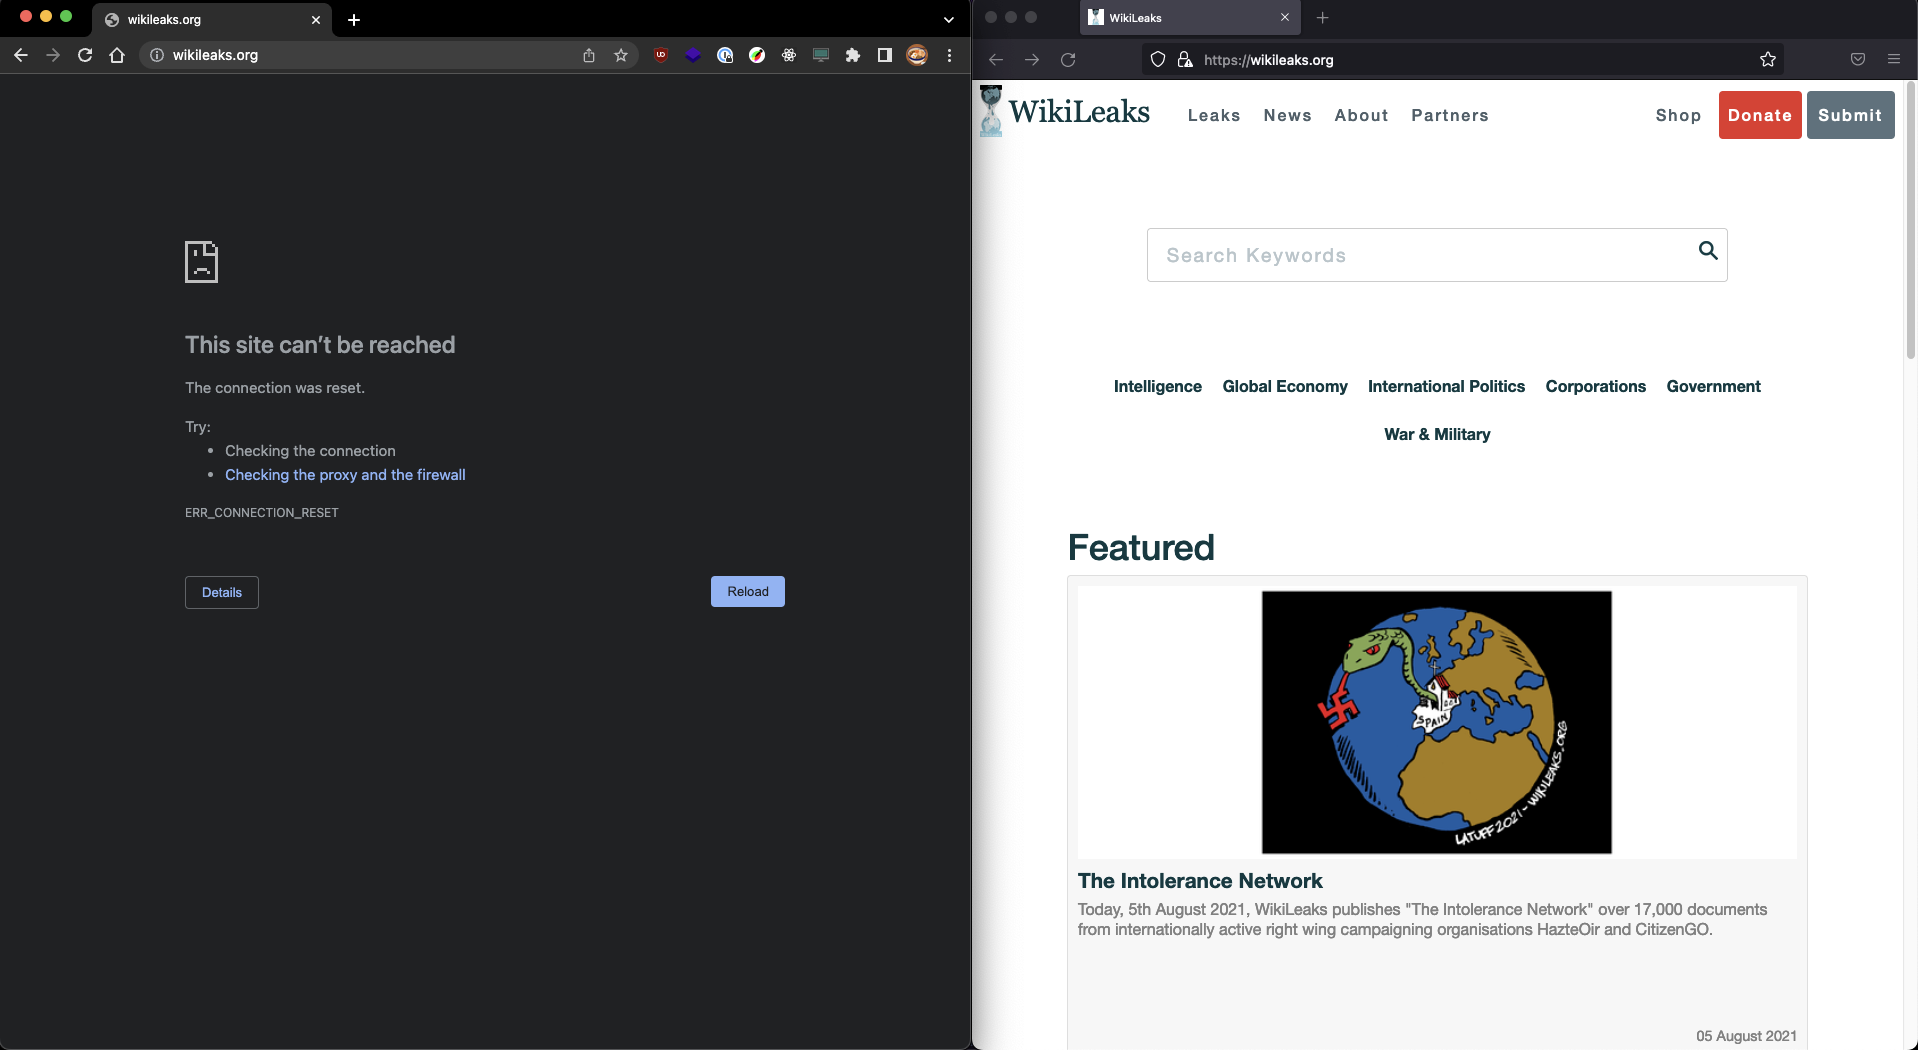 wikileaks.org
wikileaks.org
This site can’t be reached
The connection was reset.
Try:
Checking the connection
Checking the proxy and the firewall
ERR_CONNECTION_RESET
Details
Reload
WikiLeaks
https://wikileaks.org
WikiLeaks
Leaks News About Partners Shop Donate Submit
Search Keywords
Intelligence Global Economy International Politics Corporations Government
War & Military
Featured
SPAIN
LATUFF2021-WIKILEAKS.ORG
The Intolerance Network
Today, 5th August 2021, WikiLeaks publishes "The Intolerance Network" over 17,000 documents
from internationally active right wing campaigning organisations HazteOir and CitizenGO.
05 August 2021